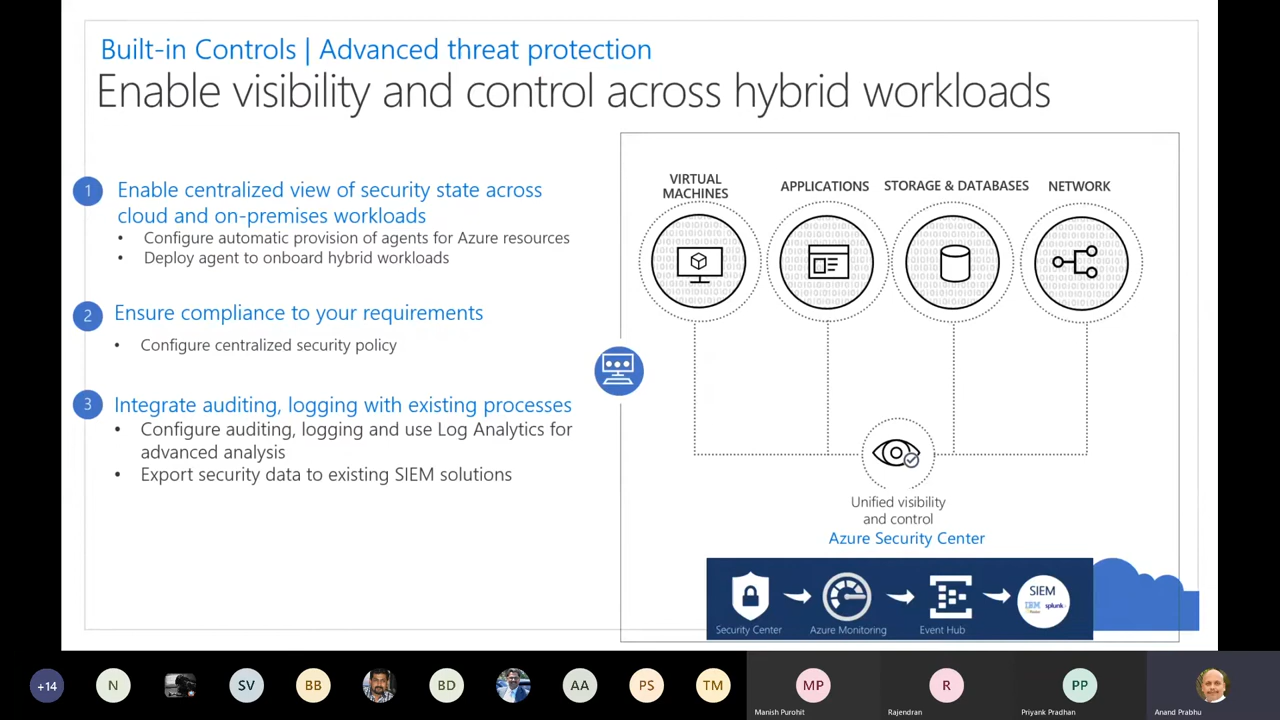 Built-in Controls | Advanced threat protection
Enable visibility and control across hybrid workloads
1
Enable centralized view of security state across
cloud and on-premises workloads
• Configure automatic provision of agents for Azure resources
• Deploy agent to onboard hybrid workloads
2
Ensure compliance to your requirements
• Configure centralized security policy
3
Integrate auditing, logging with existing processes
• Configure auditing, logging and use Log Analytics for
advanced analysis
• Export security data to existing SIEM solutions
VIRTUAL
MACHINES
APPLICATIONS
STORAGE & DATABASES
NETWORK
Unified visibility
and control
Azure Security Center
Security Center
Azure Monitoring
Event Hub
SIEM
IBM
splunk
+14
N
SV
BB
BD
AA
PS
TM
MP
Manish Purohit
R
Rajendran
PP
Priyank Pradhan
Anand Prabhu